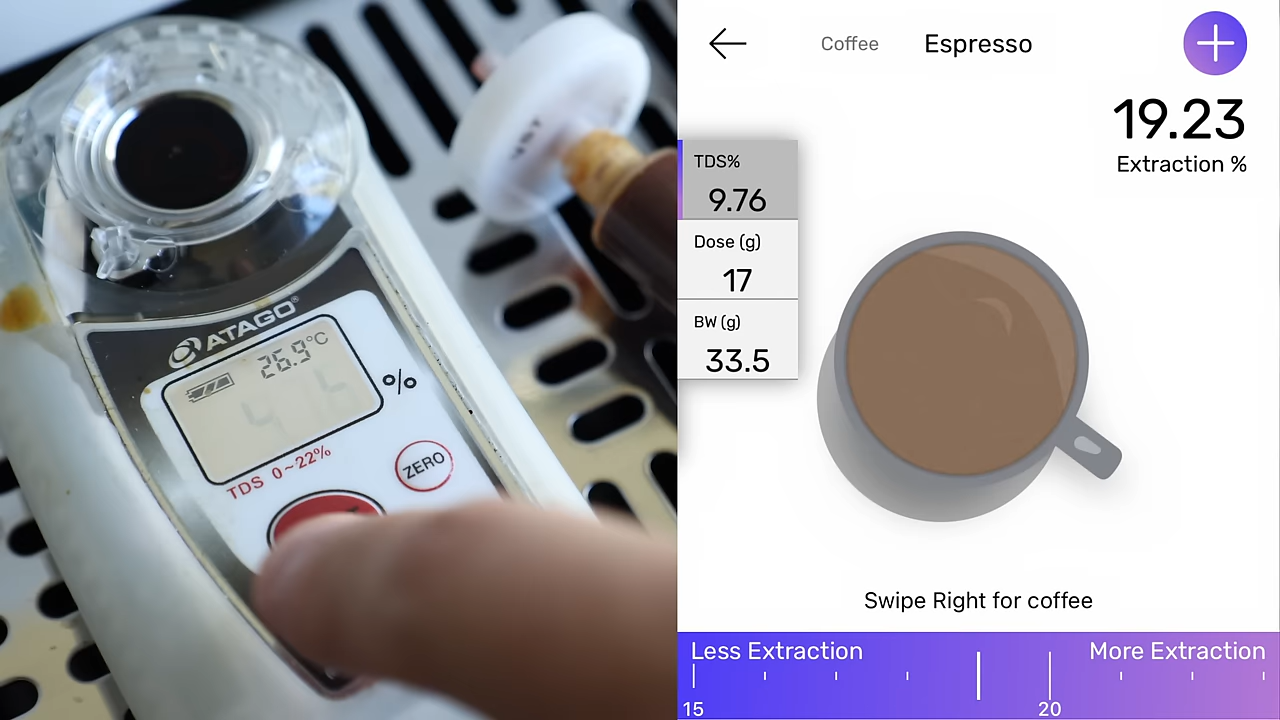 VST
ATAGO®
26.9°C
%
TDS 0~22%
ZERO
Coffee
Espresso
19.23
Extraction %
TDS%
9.76
Dose (g)
17
BW (g)
33.5
Swipe Right for coffee
Less Extraction
More Extraction
15
20